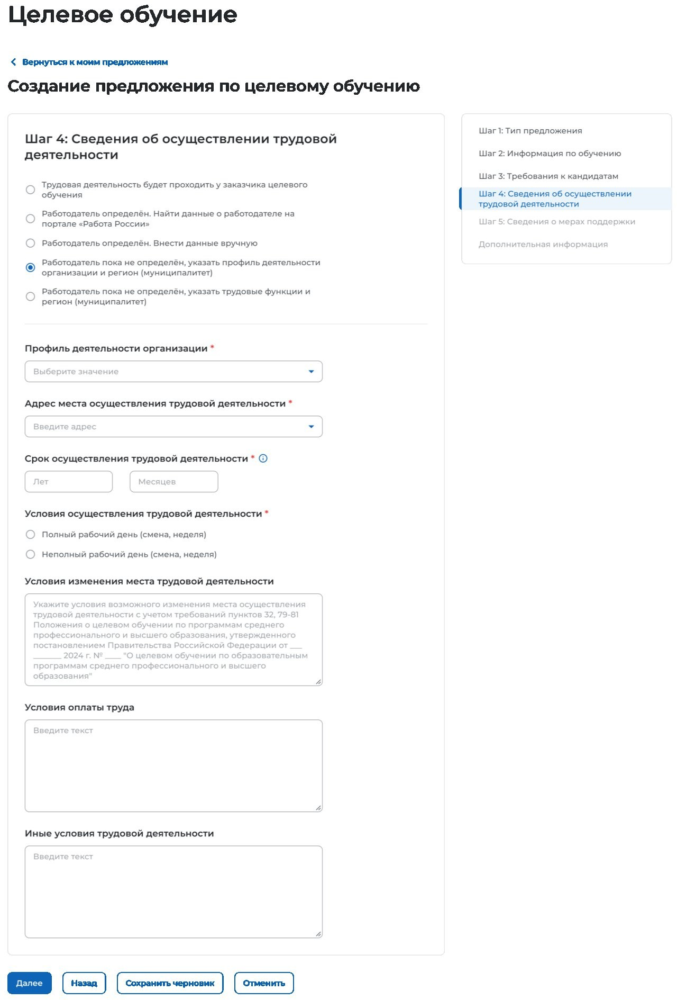 Целевое обучение
Вернуться к моим предложениям
Создание предложения по целевому обучению
Шаг 4: Сведения об осуществлении трудовой
деятельности
Трудовая деятельность будет проходить у заказчика целевого
обучения
Работодатель определён. Найти данные о работодателе на
портале «Работа России»
Работодатель определён. Внести данные вручную
Работодатель пока не определён, указать профиль деятельности
организации и регион (муниципалитет)
Работодатель пока не определён, указать трудовые функции и
регион (муниципалитет)
Профиль деятельности организации *
Выберите значение
Адрес места осуществления трудовой деятельности *
Введите адрес
Срок осуществления трудовой деятельности *
Лет Месяцев
Условия осуществления трудовой деятельности *
Полный рабочий день (смена, неделя)
Неполный рабочий день (смена, неделя)
Условия изменения места трудовой деятельности
Укажите условия возможного изменения места осуществления
трудовой деятельности с учетом требований пунктов 32, 79-81
Положения о целевом обучении по программам среднего
профессионального и высшего образования, утвержденного
постановлением Правительства Российской Федерации от ___
_______ 2024 г. № ____ "О целевом обучении по образовательным
программам среднего профессионального и высшего
образования"
Условия оплаты труда
Введите текст
Иные условия трудовой деятельности
Введите текст
Шаг 1: Тип предложения
Шаг 2: Информация по обучению
Шаг 3: Требования к кандидатам
Шаг 4: Сведения об осуществлении
трудовой деятельности
Шаг 5: Сведения о мерах поддержки
Дополнительная информация
Далее Назад Сохранить черновик Отменить